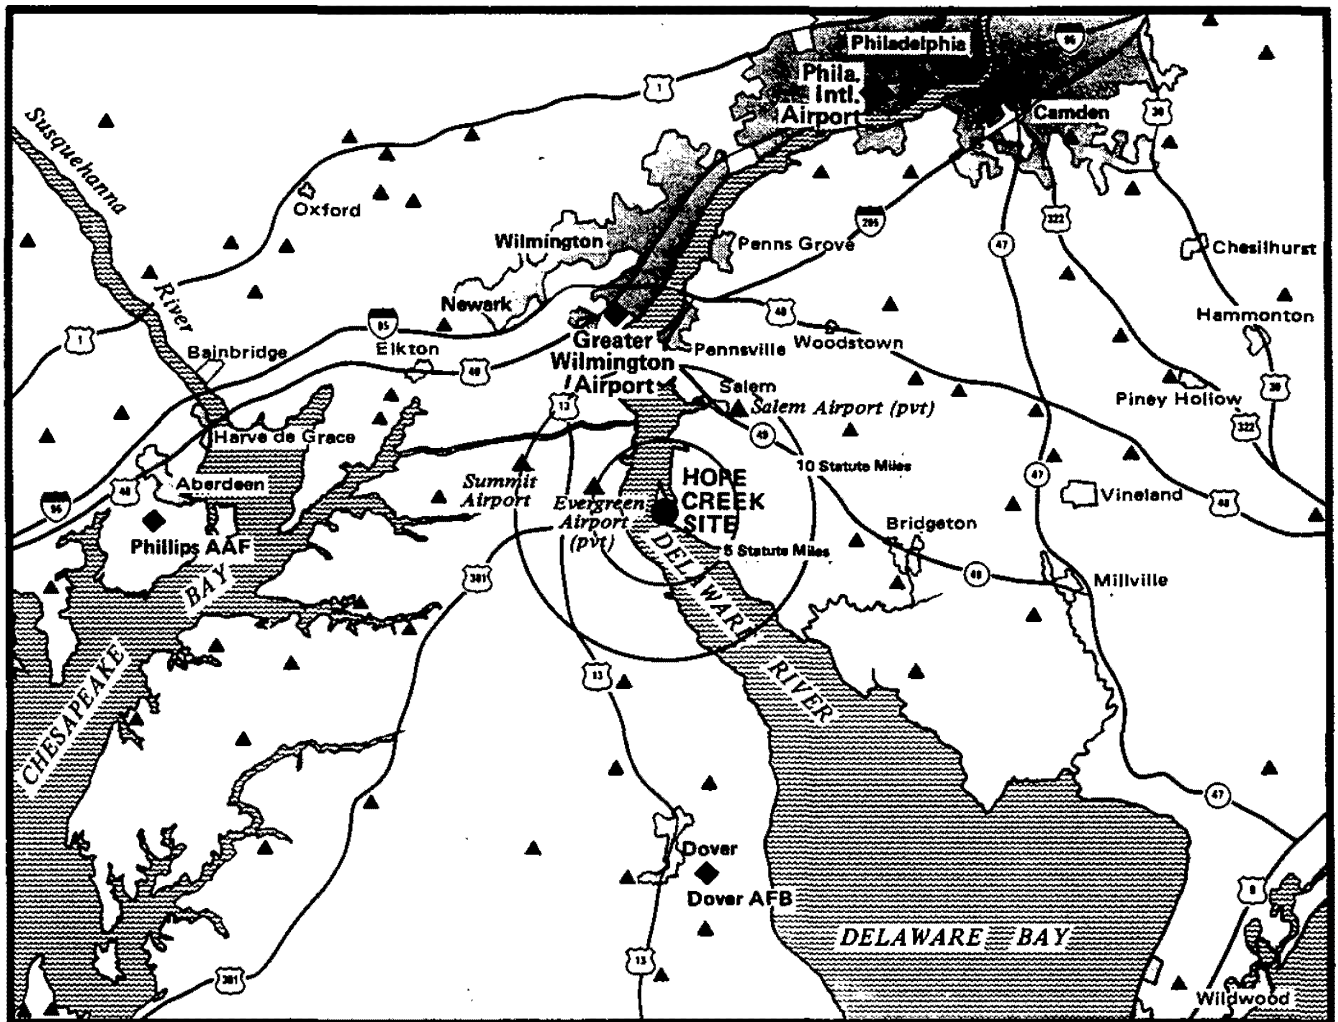 Philadelphia
95
Phila.
Intl.
Airport
1
Camden
30
Susquehanna
River
Oxford
Wilmington
Penns Grove
295
47
322
Chesilhurst
Newark
40
Hammonton
1
95
Bainbridge
Elkton
40
Greater
Wilmington
Airport
Pennsville
Woodstown
Salem
Salem Airport (pvt)
Piney Hollow
30
13
49
322
Harve de Grace
10 Statute Miles
Aberdeen
40
95
Summit
Airport
Evergreen
Airport
(pvt)
HOPE
CREEK
SITE
47
Vineland
40
Bridgeton
Phillips AAF
5 Statute Miles
301
49
Millville
CHESAPEAKE
BAY
DELAWARE
RIVER
13
47
Dover
Dover AFB
9
DELAWARE BAY
13
301
Wildwood